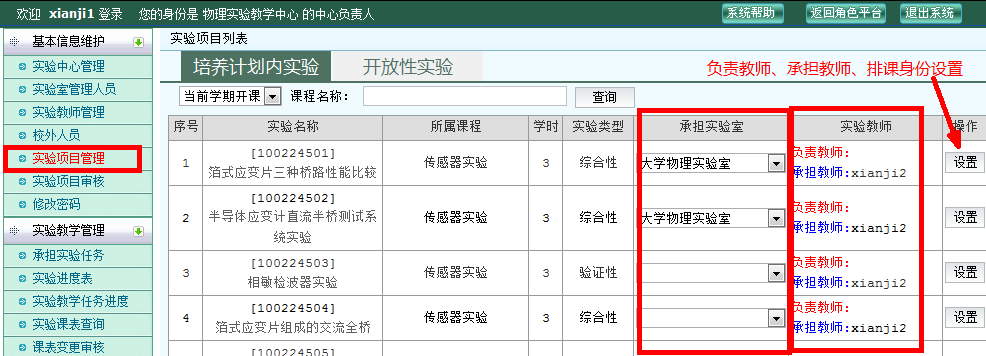 欢迎 xianji1 登录 您的身份是 物理实验教学中心 的中心负责人
系统帮助 返回角色平台 退出系统
基本信息维护
实验中心管理
实验室管理人员
实验教师管理
校外人员
实验项目管理
实验项目审核
修改密码
实验教学管理
承担实验任务
实验进度表
实验教学任务进度
实验课表查询
课表变更审核
实验项目列表
培养计划内实验 开放性实验
负责教师、承担教师、排课身份设置
当前学期开课 课程名称： 查询
序号 实验名称 所属课程 学时 实验类型 承担实验室 实验教师 操作
1 [100224501] 传感器实验 3 综合性 大学物理实验室 负责教师: 设置
箔式应变片三种桥路性能比较 承担教师:xianji2
2 [100224502] 传感器实验 3 综合性 大学物理实验室 负责教师: 设置
半导体应变计直流半桥测试系 承担教师:xianji2
统实验
3 [100224503] 传感器实验 3 验证性 负责教师: 设置
相敏检波器实验 承担教师:xianji2
4 [100224504] 传感器实验 3 综合性 负责教师: 设置
箔式应变片组成的交流全桥 承担教师:xianji2
[100224505]